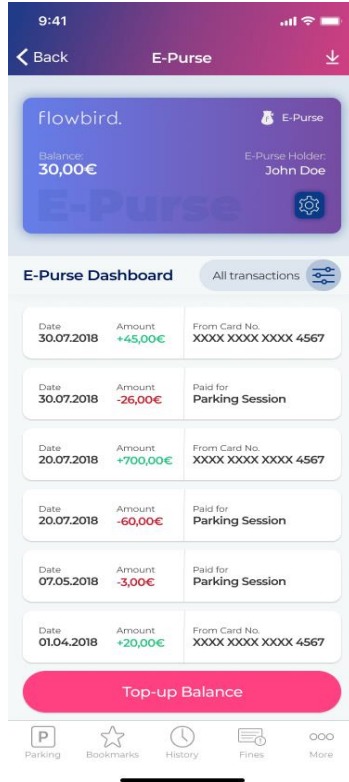 9:41
Back
E-Purse
flowbird.
E-Purse
Balance:
E-Purse Holder:
30,00€
John Doe
E-Purse
E-Purse Dashboard
All transactions
Date Amount From Card No.
30.07.2018 +45,00€ XXXX XXXX XXXX 4567
Date Amount Paid for
30.07.2018 -26,00€ Parking Session
Date Amount From Card No.
20.07.2018 +700,00€ XXXX XXXX XXXX 4567
Date Amount Paid for
20.07.2018 -60,00€ Parking Session
Date Amount Paid for
07.05.2018 -3,00€ Parking Session
Date Amount From Card No.
01.04.2018 +20,00€ XXXX XXXX XXXX 4567
Top-up Balance
P
Parking Bookmarks History Fines More